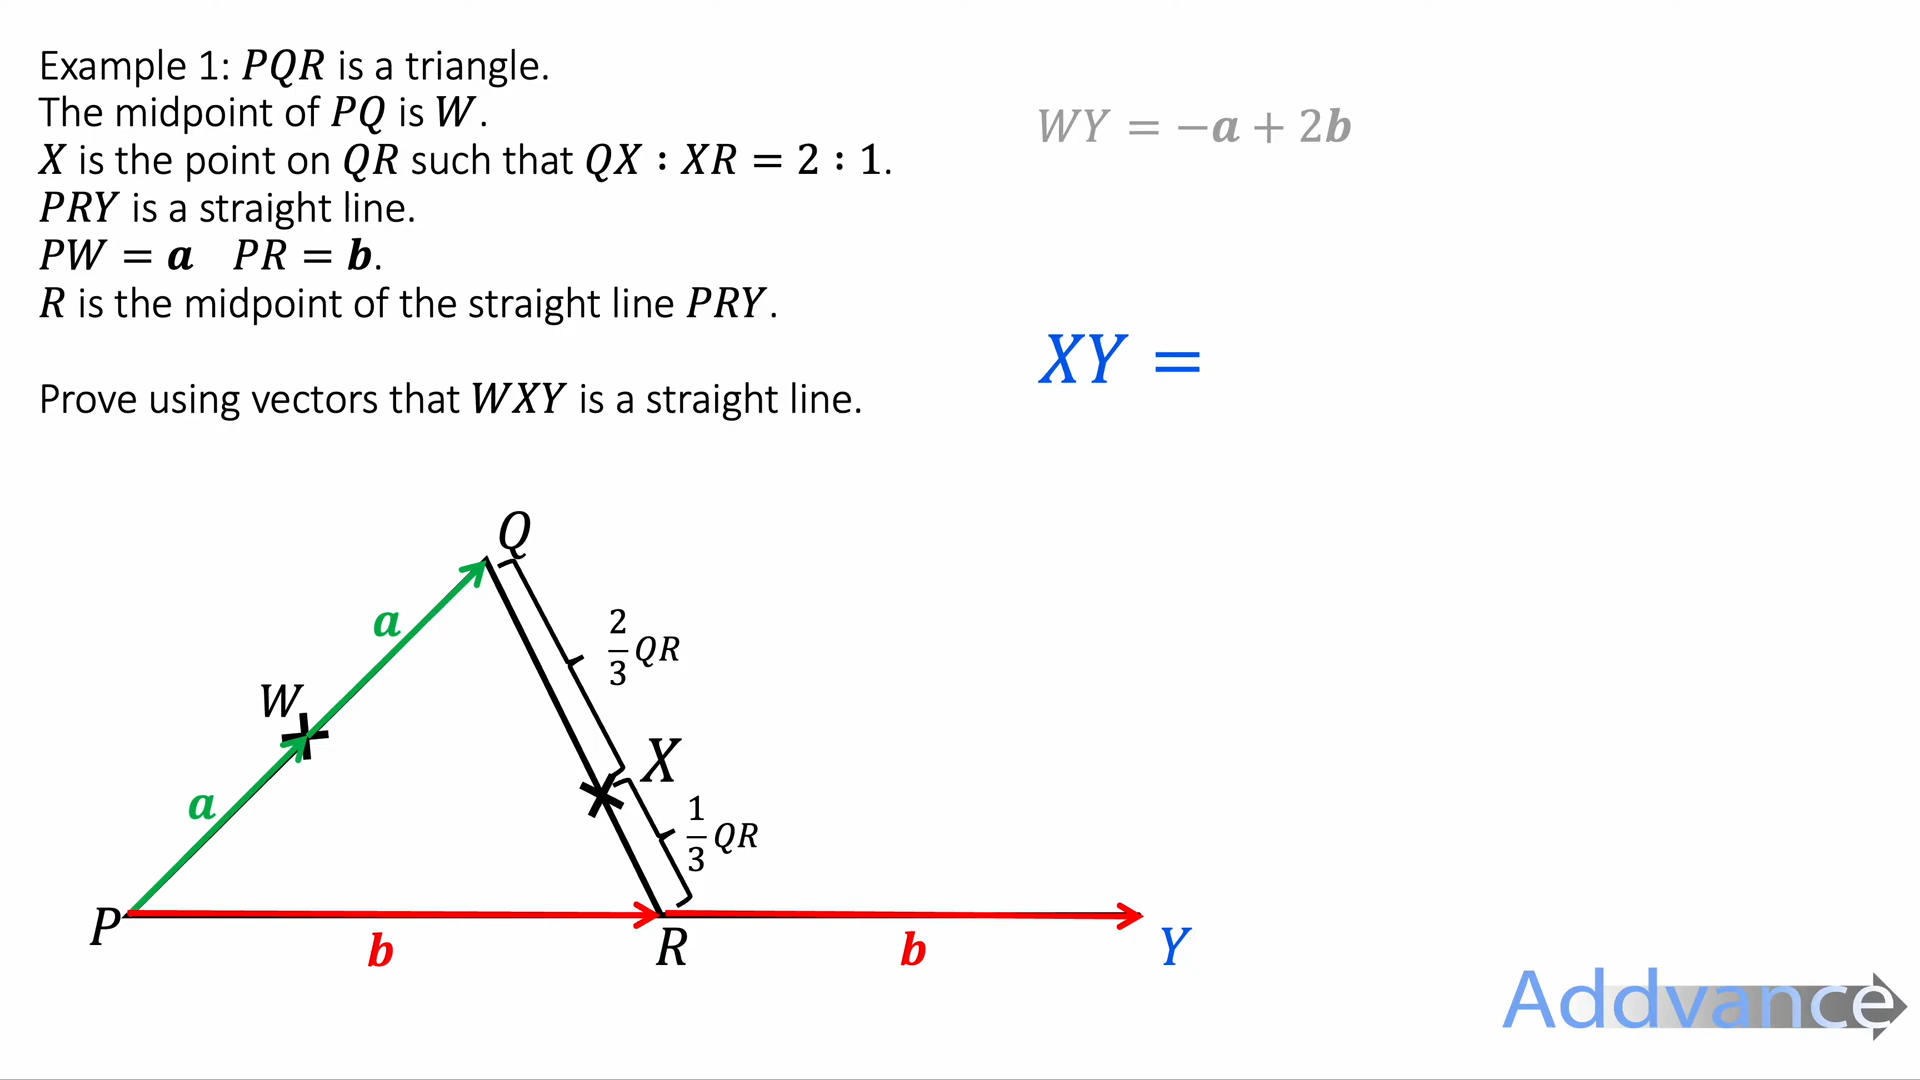 Example 1: PQR is a triangle.
The midpoint of PQ is W.
X is the point on QR such that QX : XR = 2 : 1.
PRY is a straight line.
PW = a PR = b.
R is the midpoint of the straight line PRY.
Prove using vectors that WXY is a straight line.
WY = −a + 2b
XY =
Q
a
2/3 QR
W
X
a
1/3 QR
P
b
R
b
Y
Addvance